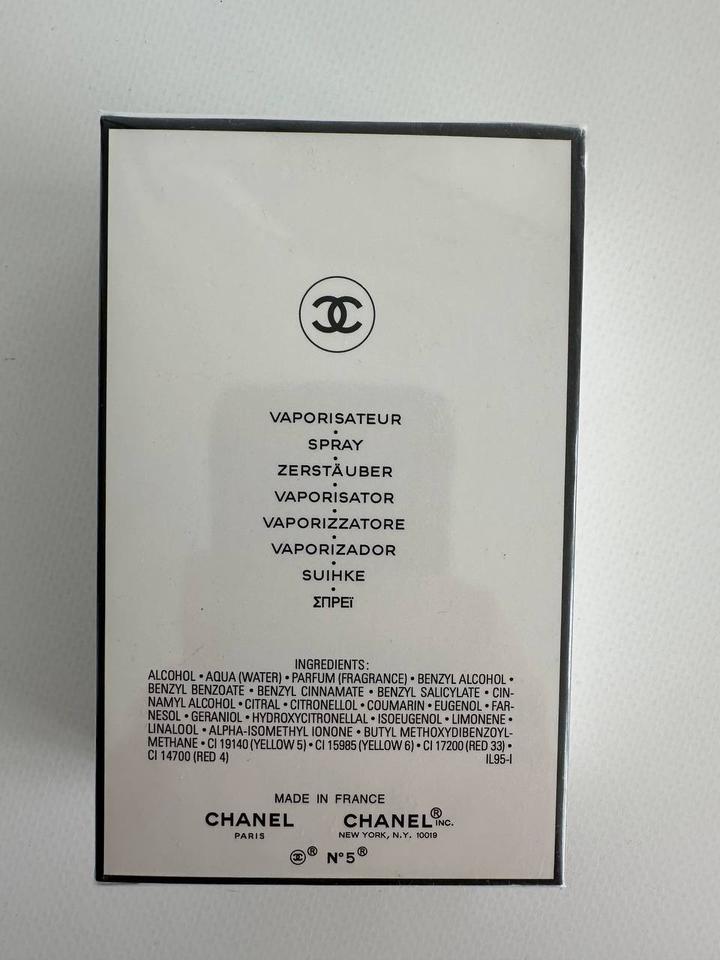 VAPORISATEUR
•
SPRAY
•
ZERSTÄUBER
•
VAPORISATOR
•
VAPORIZZATORE
•
VAPORIZADOR
•
SUIHKE
•
ΣΠΡΕΪ
INGREDIENTS:
ALCOHOL • AQUA (WATER) • PARFUM (FRAGRANCE) • BENZYL ALCOHOL •
BENZYL BENZOATE • BENZYL CINNAMATE • BENZYL SALICYLATE • CIN-
NAMYL ALCOHOL • CITRAL • CITRONELLOL • COUMARIN • EUGENOL • FAR-
NESOL • GERANIOL • HYDROXYCITRONELLAL • ISOEUGENOL • LIMONENE •
LINALOOL • ALPHA-ISOMETHYL IONONE • BUTYL METHOXYDIBENZOYL-
METHANE • CI 19140 (YELLOW 5) • CI 15985 (YELLOW 6) • CI 17200 (RED 33) •
CI 14700 (RED 4) IL95-I
MADE IN FRANCE
CHANEL CHANEL® INC.
PARIS NEW YORK, N.Y. 10019
® N°5®